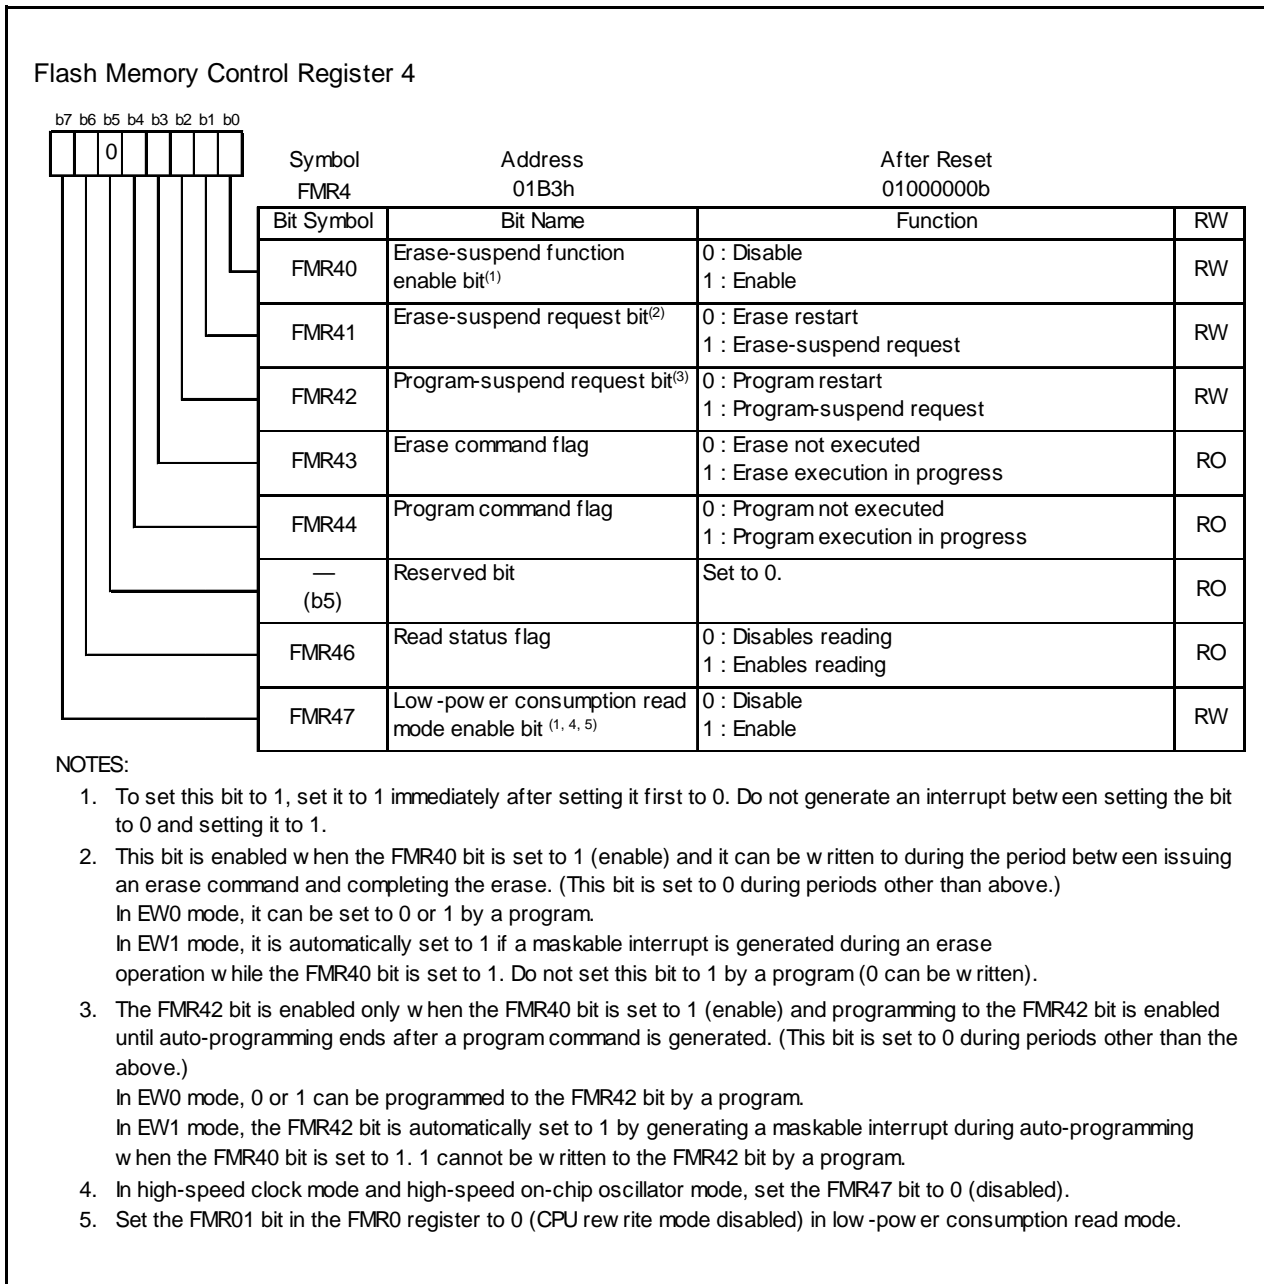 Flash Memory Control Register 4
b7 b6 b5 b4 b3 b2 b1 b0
0
Symbol Address After Reset
FMR4 01B3h 01000000b
Bit Symbol Bit Name Function RW
FMR40 Erase-suspend function enable bit(1) 0 : Disable 1 : Enable RW
FMR41 Erase-suspend request bit(2) 0 : Erase restart 1 : Erase-suspend request RW
FMR42 Program-suspend request bit(3) 0 : Program restart 1 : Program-suspend request RW
FMR43 Erase command flag 0 : Erase not executed 1 : Erase execution in progress RO
FMR44 Program command flag 0 : Program not executed 1 : Program execution in progress RO
— (b5) Reserved bit Set to 0. RO
FMR46 Read status flag 0 : Disables reading 1 : Enables reading RO
FMR47 Low-power consumption read mode enable bit (1, 4, 5) 0 : Disable 1 : Enable RW
NOTES:
1. To set this bit to 1, set it to 1 immediately after setting it first to 0. Do not generate an interrupt between setting the bit
to 0 and setting it to 1.
2. This bit is enabled when the FMR40 bit is set to 1 (enable) and it can be written to during the period between issuing
an erase command and completing the erase. (This bit is set to 0 during periods other than above.)
In EW0 mode, it can be set to 0 or 1 by a program.
In EW1 mode, it is automatically set to 1 if a maskable interrupt is generated during an erase
operation while the FMR40 bit is set to 1. Do not set this bit to 1 by a program (0 can be written).
3. The FMR42 bit is enabled only when the FMR40 bit is set to 1 (enable) and programming to the FMR42 bit is enabled
until auto-programming ends after a program command is generated. (This bit is set to 0 during periods other than the
above.)
In EW0 mode, 0 or 1 can be programmed to the FMR42 bit by a program.
In EW1 mode, the FMR42 bit is automatically set to 1 by generating a maskable interrupt during auto-programming
when the FMR40 bit is set to 1. 1 cannot be written to the FMR42 bit by a program.
4. In high-speed clock mode and high-speed on-chip oscillator mode, set the FMR47 bit to 0 (disabled).
5. Set the FMR01 bit in the FMR0 register to 0 (CPU rewrite mode disabled) in low-power consumption read mode.